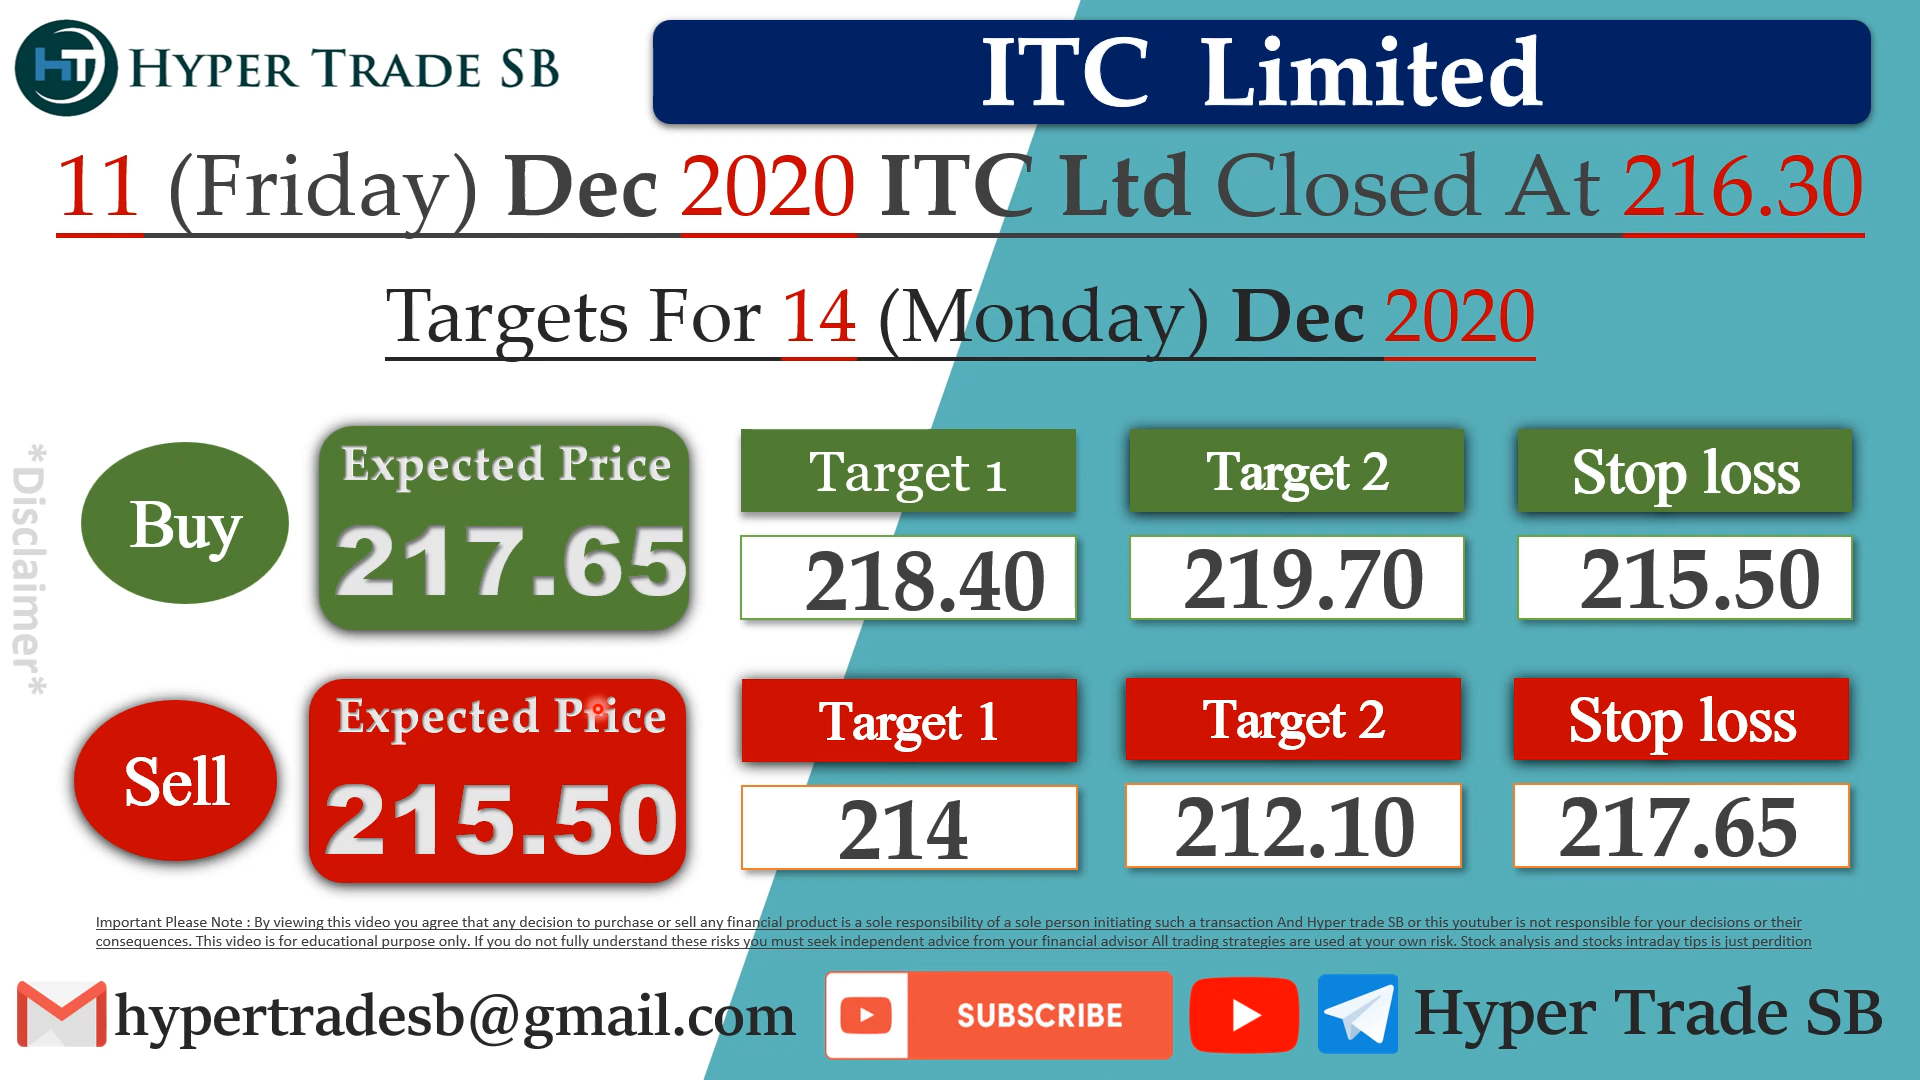 HT HYPER TRADE SB
ITC Limited
11 (Friday) Dec 2020 ITC Ltd Closed At 216.30
Targets For 14 (Monday) Dec 2020
*Disclaimer*
Buy
Expected Price
217.65
Target 1
218.40
Target 2
219.70
Stop loss
215.50
Sell
Expected Price
215.50
Target 1
214
Target 2
212.10
Stop loss
217.65
Important Please Note : By viewing this video you agree that any decision to purchase or sell any financial product is a sole responsibility of a sole person initiating such a transaction And Hyper trade SB or this youtuber is not responsible for your decisions or their
consequences. This video is for educational purpose only. If you do not fully understand these risks you must seek independent advice from your financial advisor All trading strategies are used at your own risk. Stock analysis and stocks intraday tips is just perdition
hypertradesb@gmail.com
SUBSCRIBE
Hyper Trade SB